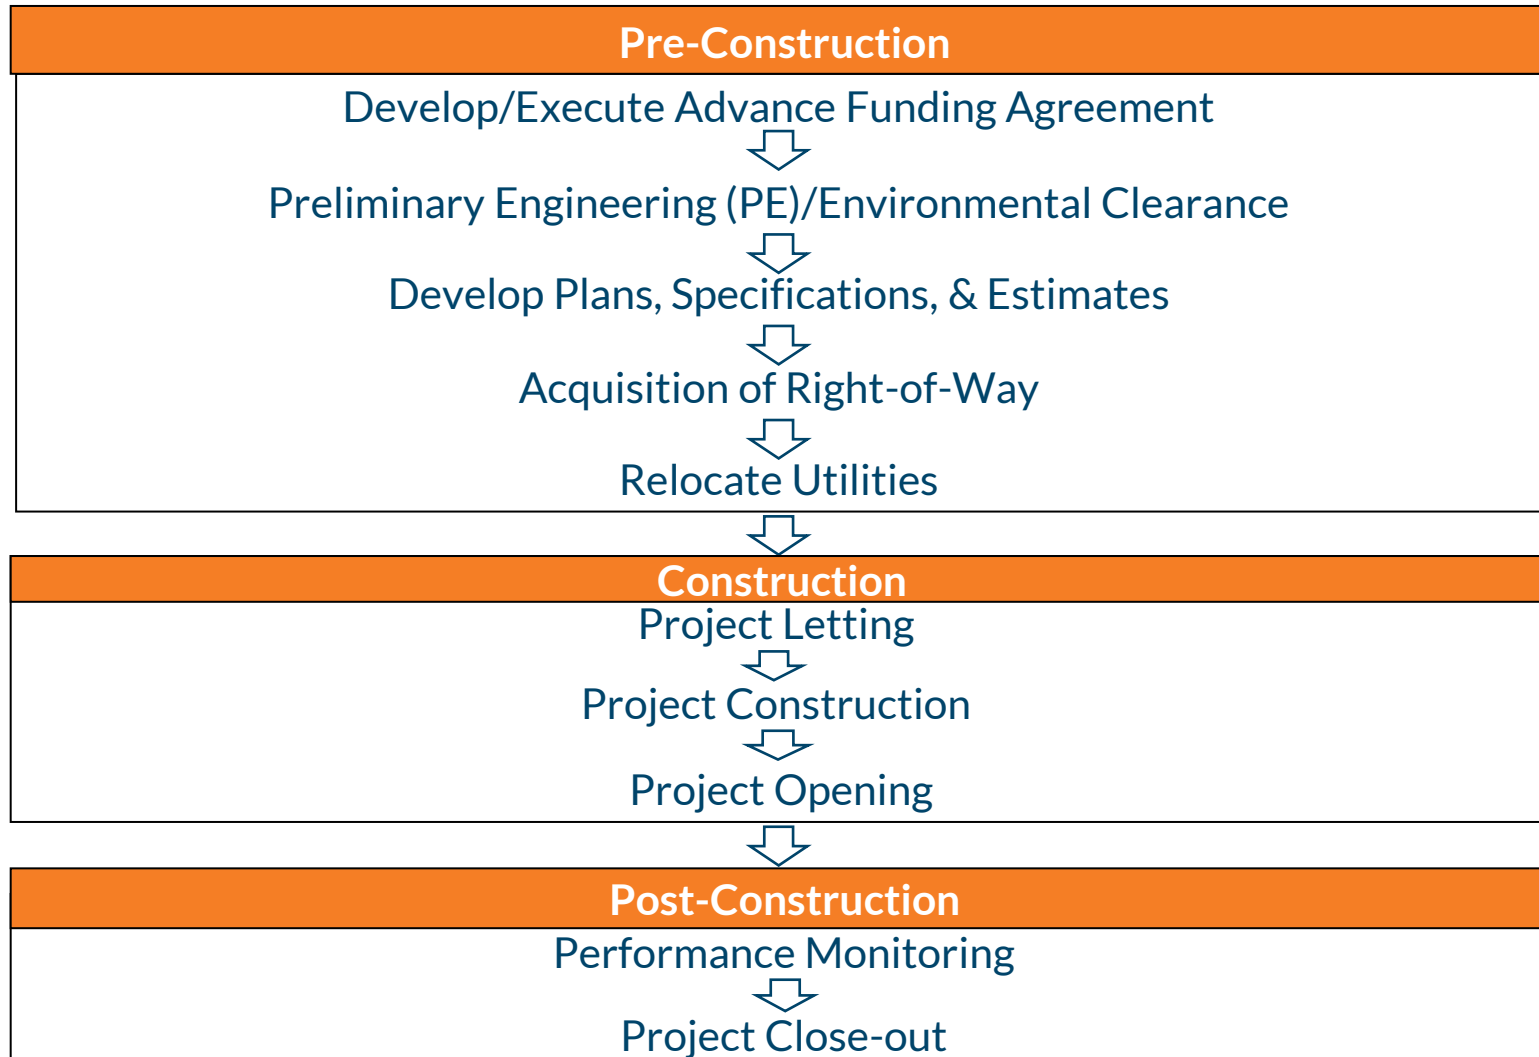 Pre-Construction
Develop/Execute Advance Funding Agreement
Preliminary Engineering (PE)/Environmental Clearance
Develop Plans, Specifications, & Estimates
Acquisition of Right-of-Way
Relocate Utilities
Construction
Project Letting
Project Construction
Project Opening
Post-Construction
Performance Monitoring
Project Close-out